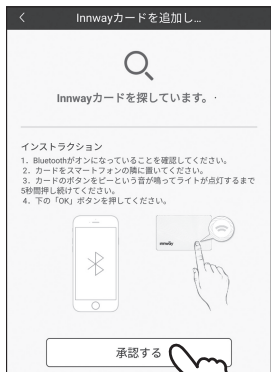 Innwayカードを追加し...
Innwayカードを探しています。·
インストラクション
1. Bluetoothがオンになっていることを確認してください。
2. カードをスマートフォンの隣に置いてください。
3. カードのボタンをピーという音が鳴ってライトが点灯するまで
5秒間押し続けてください。
4. 下の「OK」ボタンを押してください。
innway
承認する